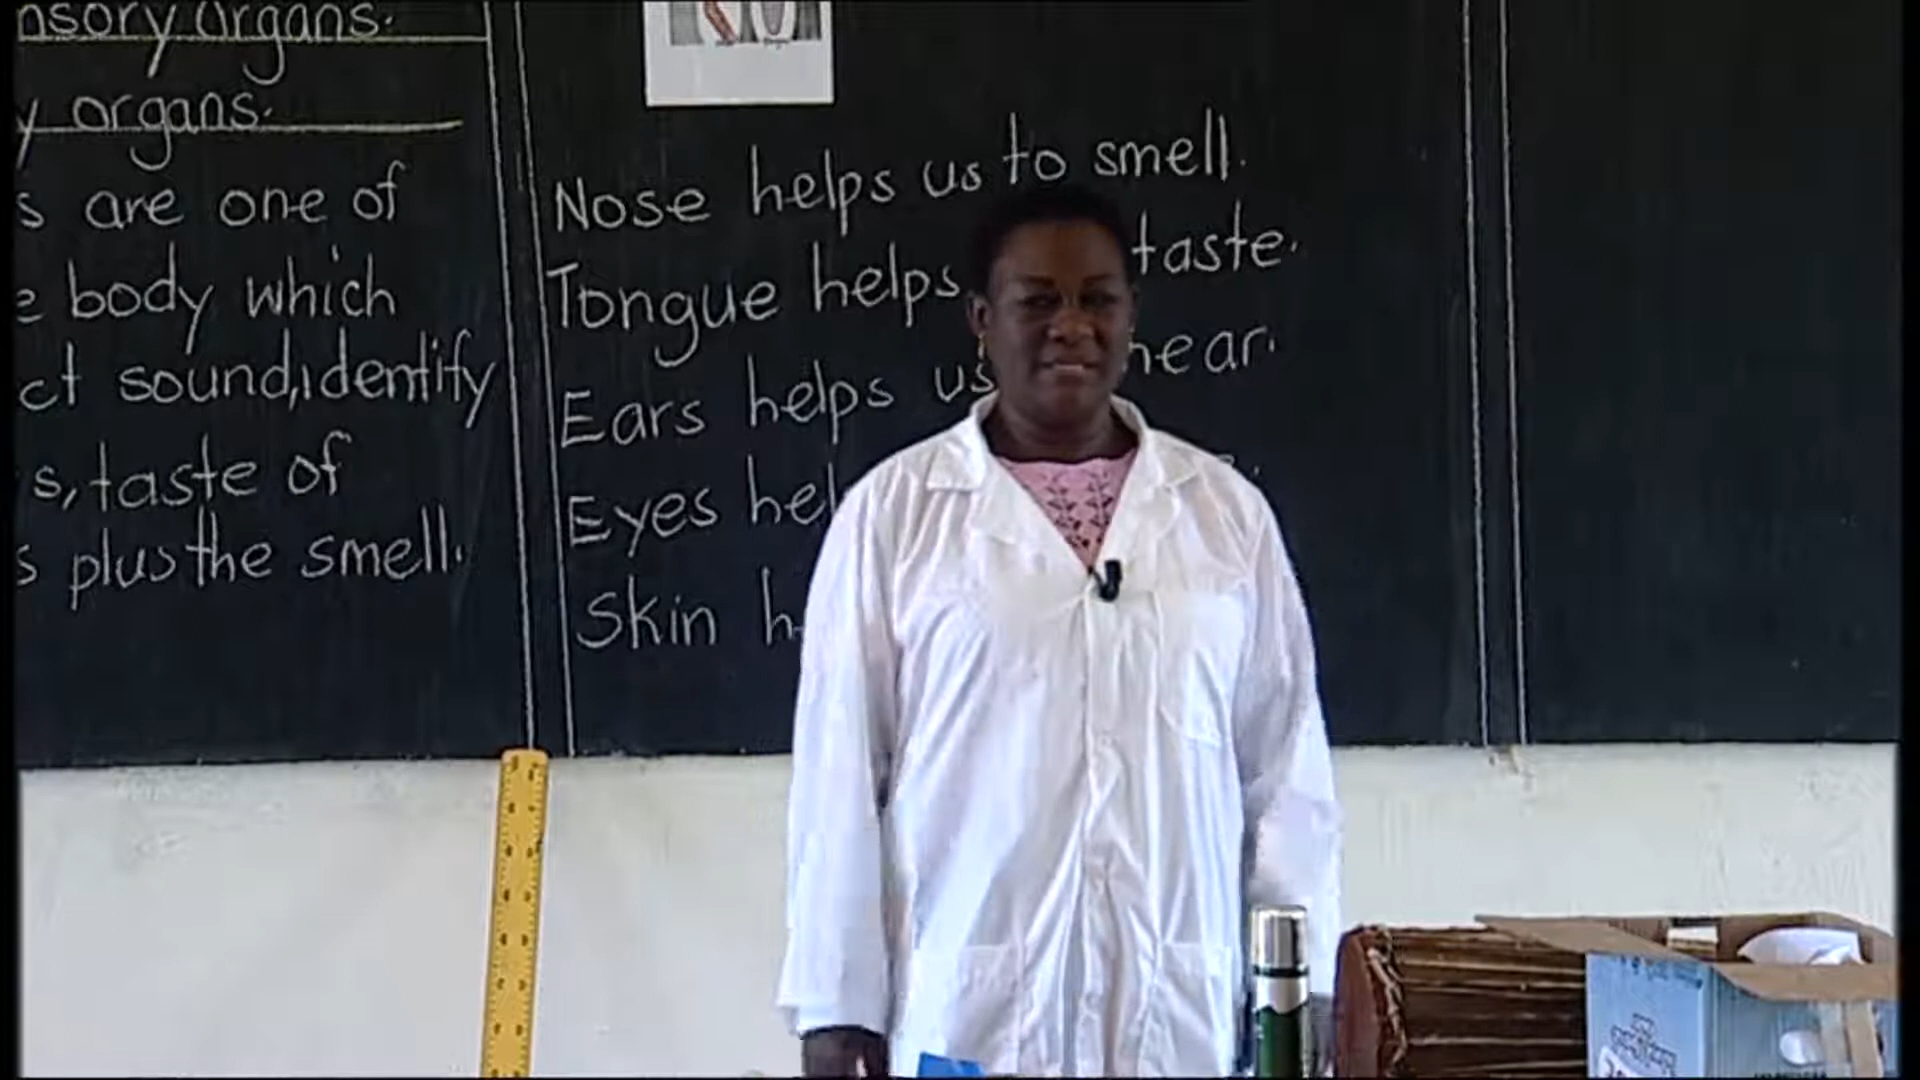 nsory Organs.
y organs.
s are one of
e body which
ct sound, identify
s, taste of
s plus the smell.
Nose helps us to smell.
Tongue helps taste.
Ears helps us hear.
Eyes hel
Skin h